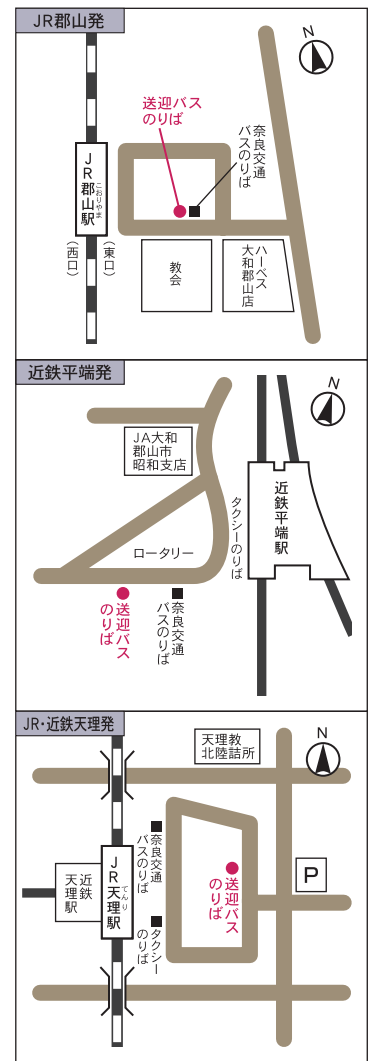 JR郡山発
N
送迎バス
のりば
奈良交通
バスのりば
JR郡山駅
こおりやま
(西口)
(東口)
教会
ハーベス
大和郡山店
近鉄平端発
N
JA大和
郡山市
昭和支店
タクシーのりば
近鉄平端駅
ロータリー
送迎バス
のりば
奈良交通
バスのりば
JR・近鉄天理発
天理教
北陸詰所
N
奈良交通
バスのりば
近鉄
天理駅
JR天理駅
てんり
タクシー
のりば
送迎バス
のりば
P